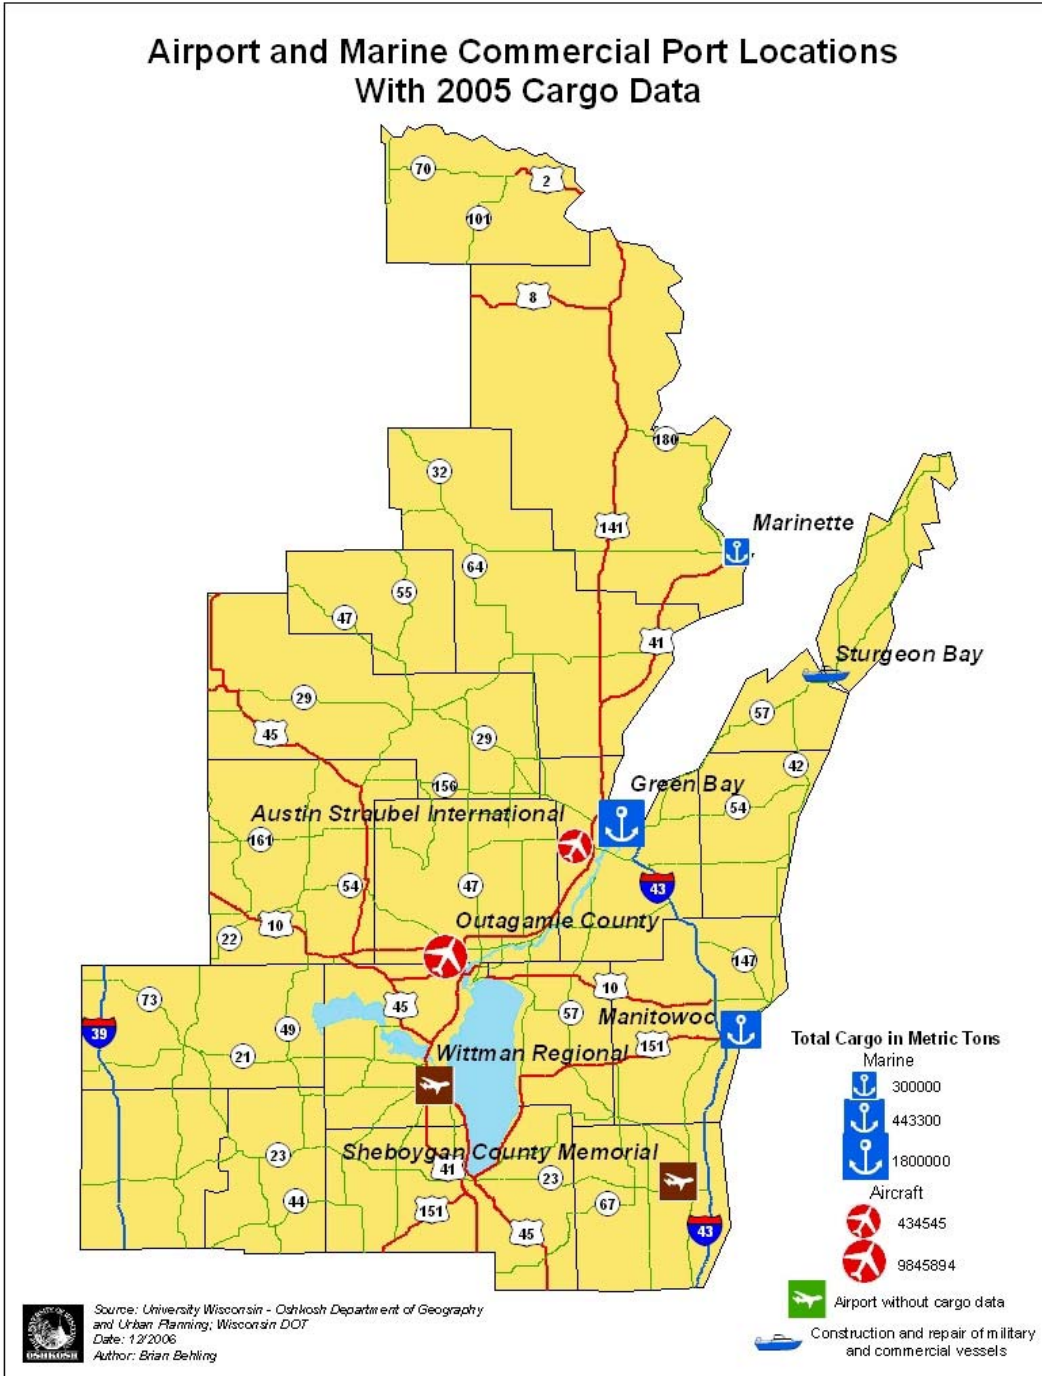 Airport and Marine Commercial Port Locations
With 2005 Cargo Data
70
2
101
8
180
32
141
Marinette
64
55
47
41
Sturgeon Bay
29
57
45
29
42
156
Green Bay
54
Austin Straubel International
161
54
47
43
Outagamie County
10
22
147
10
73
45
57
Manitowoc
39
49
151
21
Wittman Regional
Total Cargo in Metric Tons
Marine
300000
443300
1800000
Aircraft
434545
9845894
Airport without cargo data
Construction and repair of military
and commercial vessels
Sheboygan County Memorial
23
41
23
44
67
151
45
43
Source: University Wisconsin - Oshkosh Department of Geography
and Urban Planning; Wisconsin DOT
Date: 12/2006
Author: Brian Behling
OSHKOSH